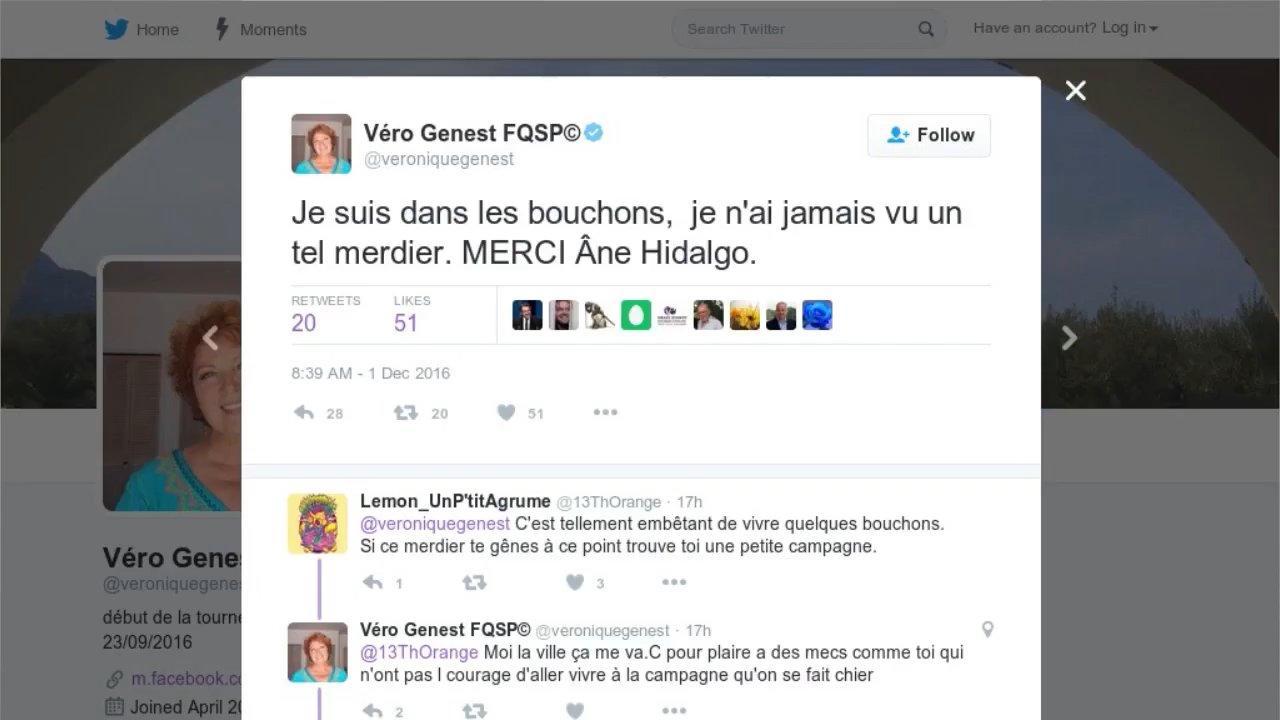 Home Moments Search Twitter Have an account? Log in
Véro Genest FQSP©
@veroniquegenest
Follow
Je suis dans les bouchons, je n'ai jamais vu un
tel merdier. MERCI Âne Hidalgo.
RETWEETS LIKES
20 51
8:39 AM - 1 Dec 2016
28 20 51
Lemon_UnP'titAgrume @13ThOrange · 17h
@veroniquegenest C'est tellement embêtant de vivre quelques bouchons.
Si ce merdier te gênes à ce point trouve toi une petite campagne.
1 3
Véro Genest FQSP© @veroniquegenest · 17h
@13ThOrange Moi la ville ça me va.C pour plaire a des mecs comme toi qui
n'ont pas l courage d'aller vivre à la campagne qu'on se fait chier
2
Véro Gene
@veroniquegene
début de la tourne
23/09/2016
m.facebook.co
Joined April 20